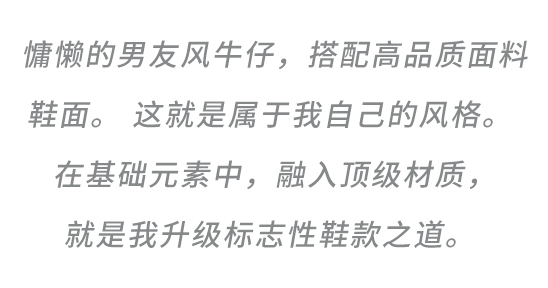 慵懒的男友风牛仔，搭配高品质面料
鞋面。 这就是属于我自己的风格。
在基础元素中，融入顶级材质，
就是我升级标志性鞋款之道。